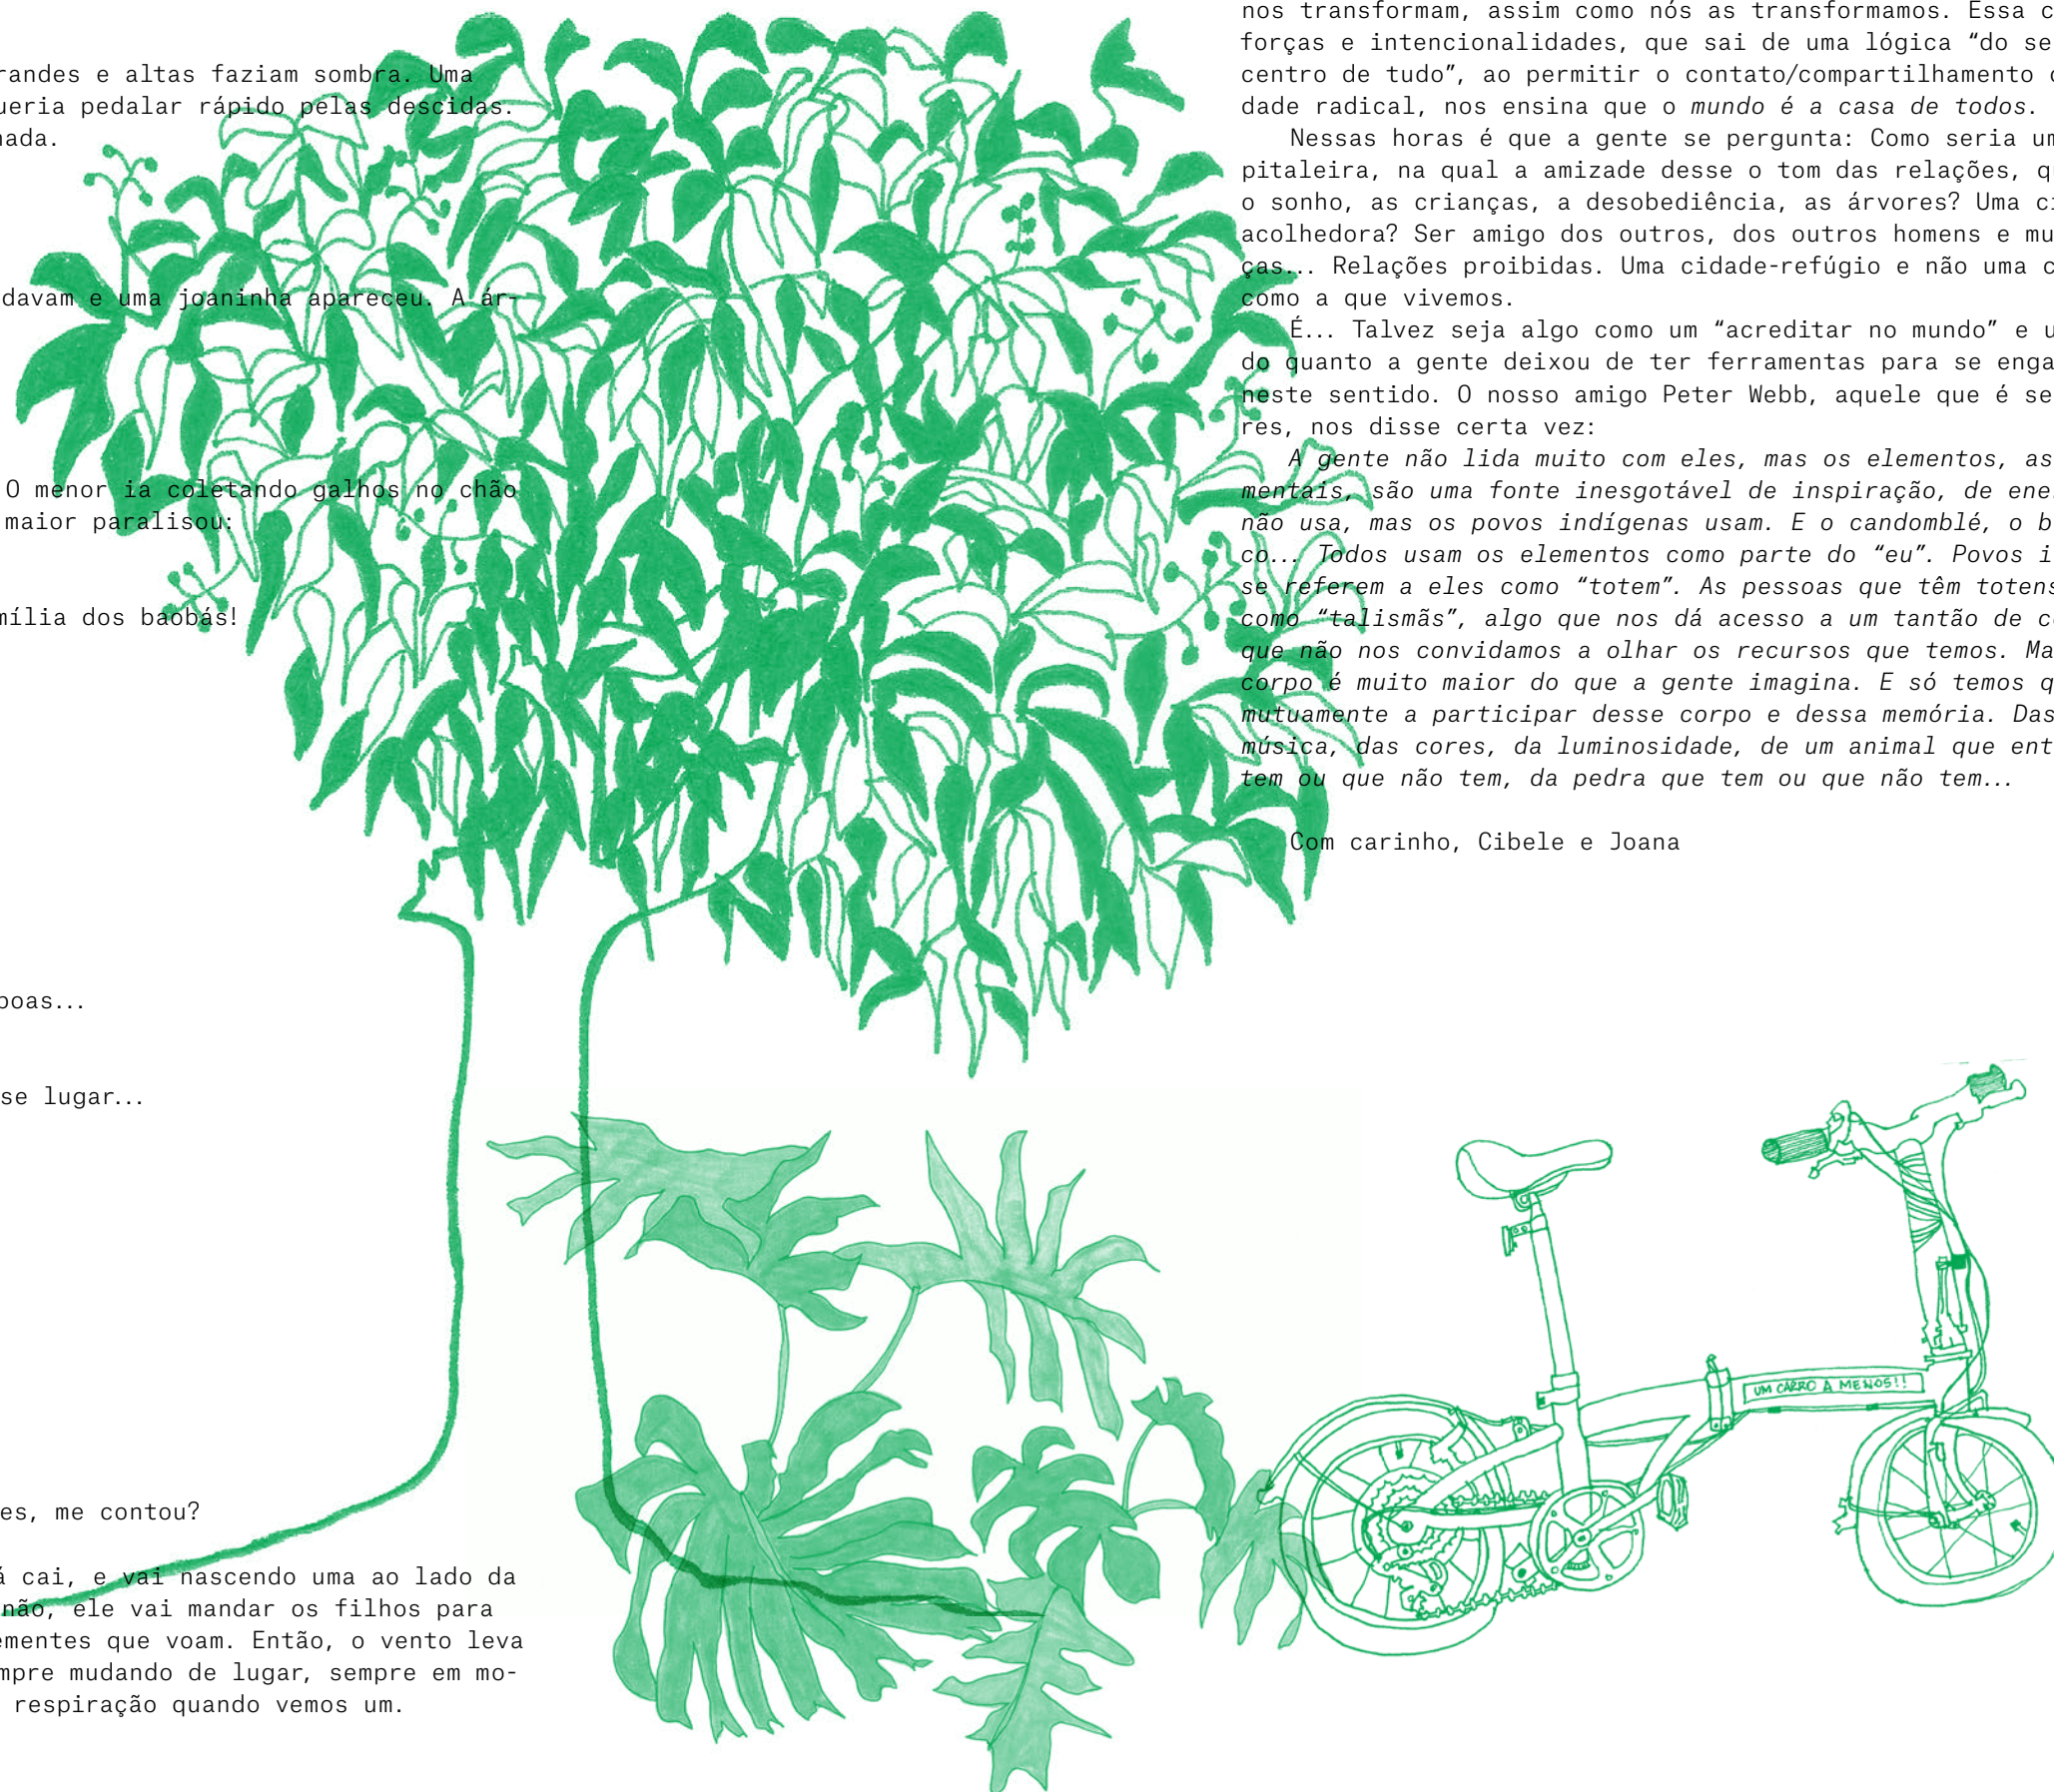 randes e altas faziam sombra. Uma
ueria pedalar rápido pelas descidas.
nada.
davam e uma joaninha apareceu. A ár-
O menor ia coletando galhos no chão
maior paralisou:
mília dos baobás!
boas...
se lugar...
es, me contou?
á cai, e vai nascendo uma ao lado da
não, ele vai mandar os filhos para
ementes que voam. Então, o vento leva
mpre mudando de lugar, sempre em mo-
respiração quando vemos um.
nos transformam, assim como nós as transformamos. Essa c
forças e intencionalidades, que sai de uma lógica “do se
centro de tudo”, ao permitir o contato/compartilhamento
dade radical, nos ensina que o mundo é a casa de todos.
Nessas horas é que a gente se pergunta: Como seria um
pitaleira, na qual a amizade desse o tom das relações, q
o sonho, as crianças, a desobediência, as árvores? Uma ci
acolhedora? Ser amigo dos outros, dos outros homens e mu
ças... Relações proibidas. Uma cidade-refúgio e não uma c
como a que vivemos.
É... Talvez seja algo como um “acreditar no mundo” e u
do quanto a gente deixou de ter ferramentas para se enga
neste sentido. O nosso amigo Peter Webb, aquele que é se
res, nos disse certa vez:
A gente não lida muito com eles, mas os elementos, as
mentais, são uma fonte inesgotável de inspiração, de ene
não usa, mas os povos indígenas usam. E o candomblé, o b
co... Todos usam os elementos como parte do “eu”. Povos i
se referem a eles como “totem”. As pessoas que têm totens
como “talismãs”, algo que nos dá acesso a um tantão de c
que não nos convidamos a olhar os recursos que temos. Ma
corpo é muito maior do que a gente imagina. E só temos q
mutuamente a participar desse corpo e dessa memória. Das
música, das cores, da luminosidade, de um animal que ent
tem ou que não tem, da pedra que tem ou que não tem...
Com carinho, Cibele e Joana
UM CARRO A MENOS!!